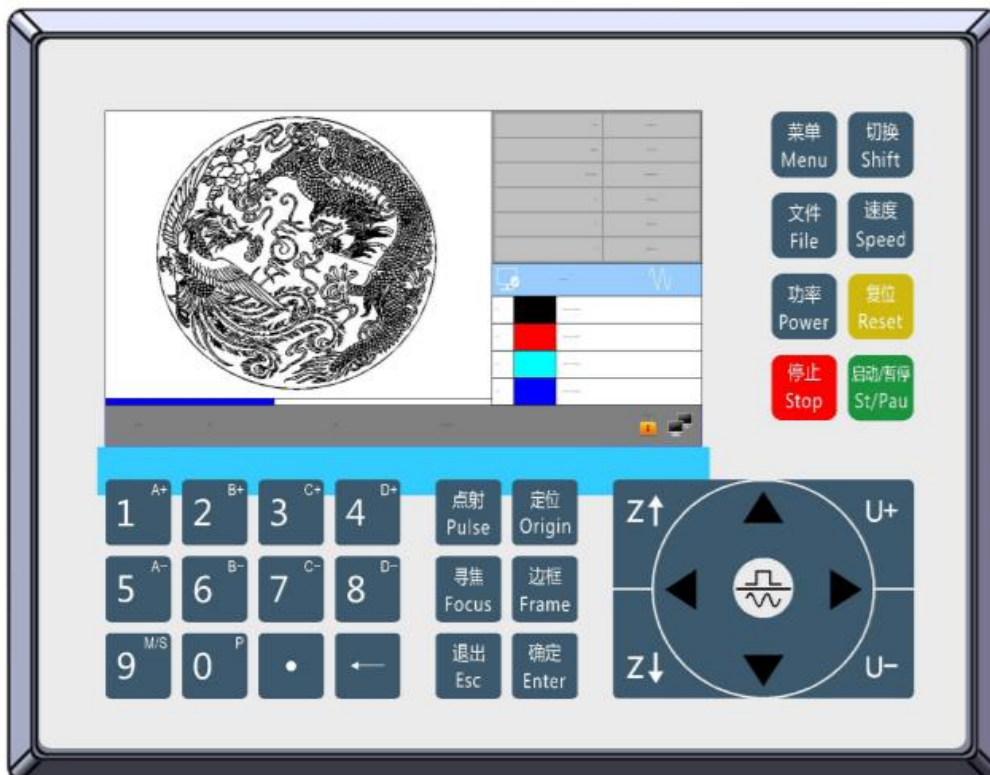 菜单
Menu
切换
Shift
文件
File
速度
Speed
功率
Power
复位
Reset
停止
Stop
启动/暂停
St/Pau
1 A+
2 B+
3 C+
4 D+
点射
Pulse
定位
Origin
Z↑
U+
5 A-
6 B-
7 C-
8 D-
寻焦
Focus
边框
Frame
9 M/S
0 P
•
←
退出
Esc
确定
Enter
Z↓
U-